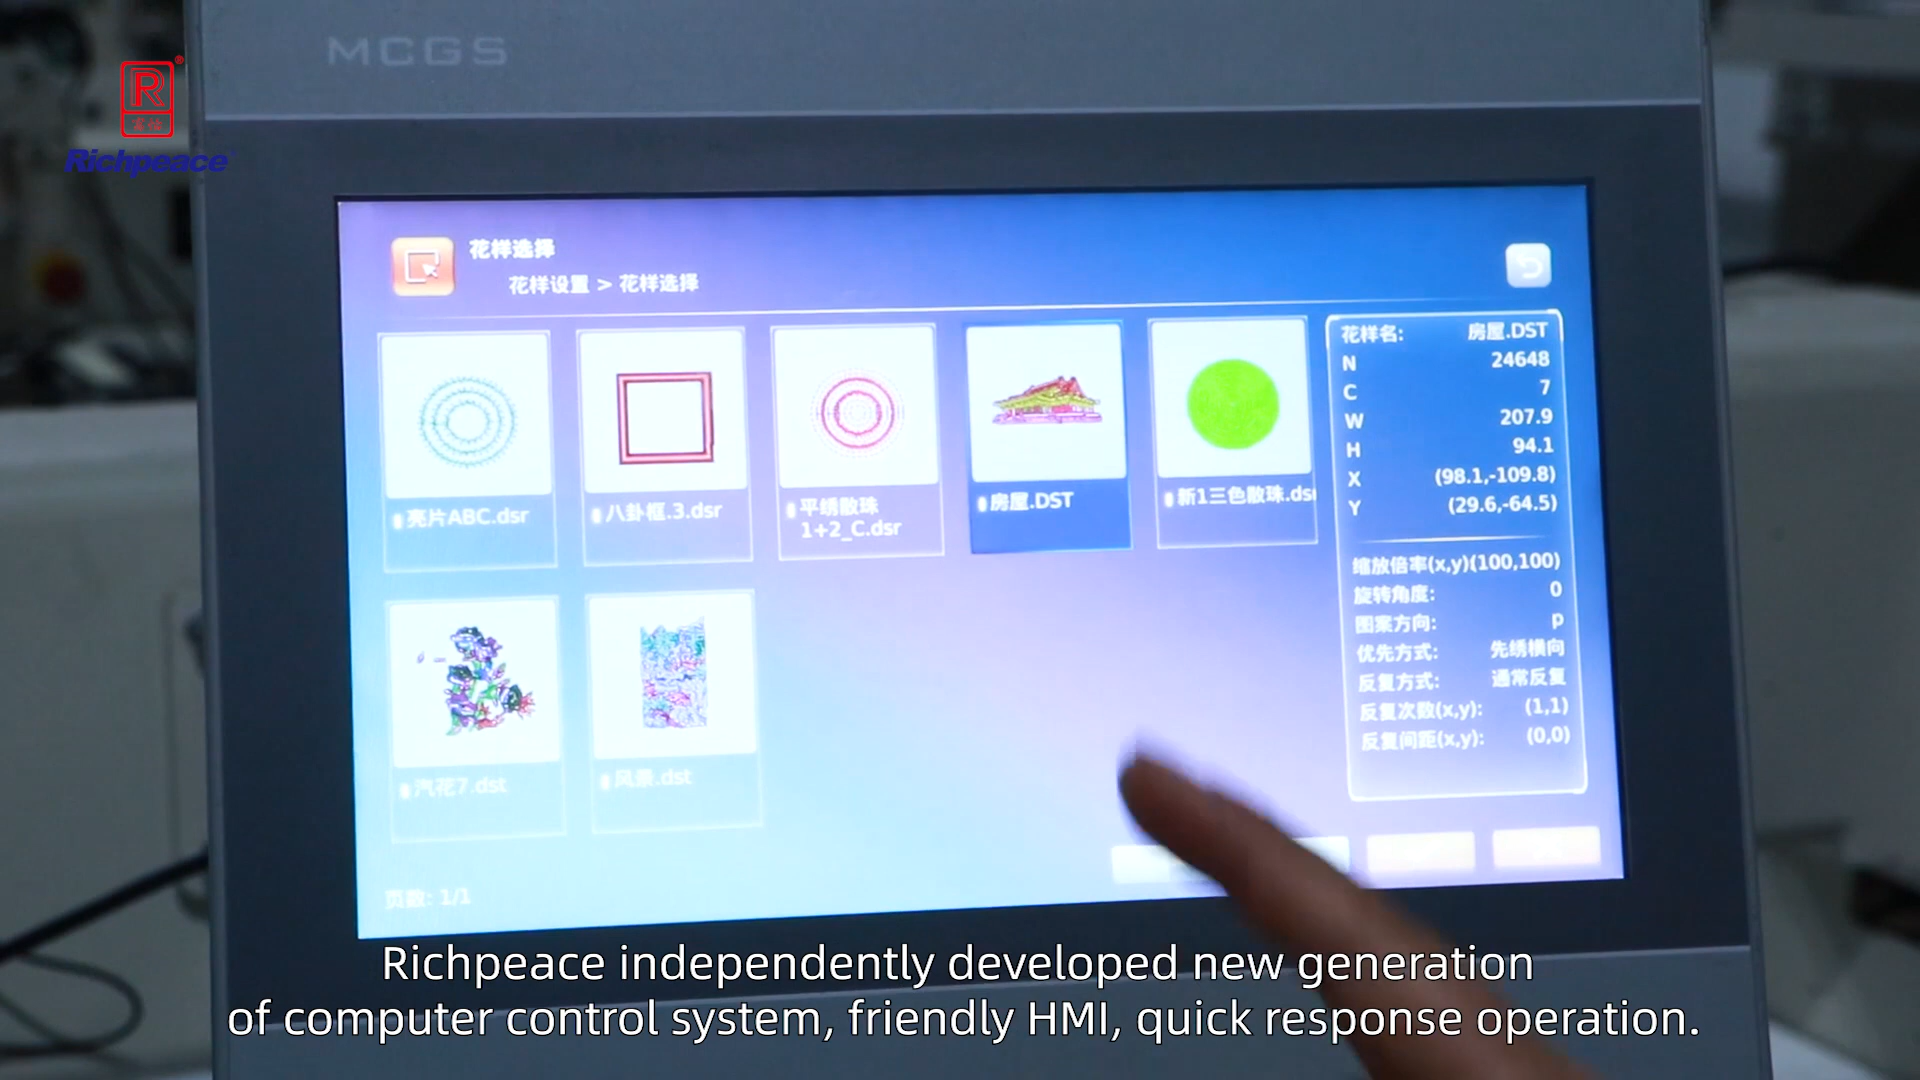 MCGS
R
®
富怡
Richpeace
花样选择
花样设置 > 花样选择
亮片ABC.dsr
八卦框.3.dsr
平绣散珠
1+2_C.dsr
房屋.DST
新1三色散珠.dsr
汽花7.dst
风景.dst
花样名: 房屋.DST
N 24648
C 7
W 207.9
H 94.1
X (98.1,-109.8)
Y (29.6,-64.5)
缩放倍率(x,y)(100,100)
旋转角度: 0
图案方向: p
优先方式: 先绣横向
反复方式: 通常反复
反复次数(x,y): (1,1)
反复间距(x,y): (0,0)
页数: 1/1
Richpeace independently developed new generation
of computer control system, friendly HMI, quick response operation.